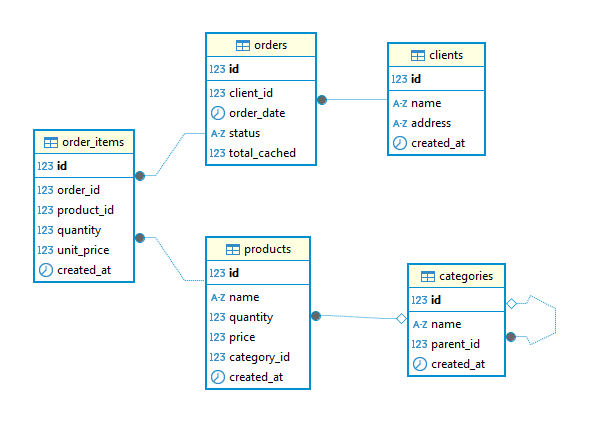 orders
123 id
123 client_id
order_date
A-Z status
123 total_cached
clients
123 id
A-Z name
A-Z address
created_at
order_items
123 id
123 order_id
123 product_id
123 quantity
123 unit_price
created_at
products
123 id
A-Z name
123 quantity
123 price
123 category_id
created_at
categories
123 id
A-Z name
123 parent_id
created_at